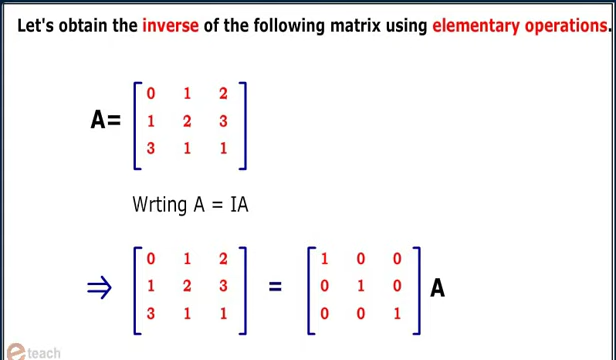 Let's obtain the inverse of the following matrix using elementary operations.
0 1 2
A= 1 2 3
3 1 1
Wrting A = IA
0 1 2 1 0 0
⇒ 1 2 3 = 0 1 0 A
3 1 1 0 0 1
eteach